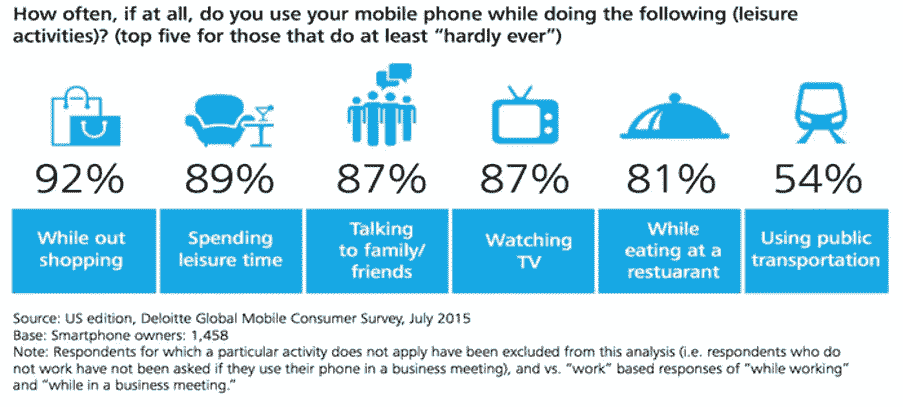 How often, if at all, do you use your mobile phone while doing the following (leisure
activities)? (top five for those that do at least “hardly ever”)
92% 89% 87% 87% 81% 54%
While out
shopping
Spending
leisure time
Talking
to family/
friends
Watching
TV
While
eating at a
restuarant
Using public
transportation
Source: US edition, Deloitte Global Mobile Consumer Survey, July 2015
Base: Smartphone owners: 1,458
Note: Respondents for which a particular activity does not apply have been excluded from this analysis (i.e. respondents who do
not work have not been asked if they use their phone in a business meeting), and vs. “work” based responses of “while working”
and “while in a business meeting.”